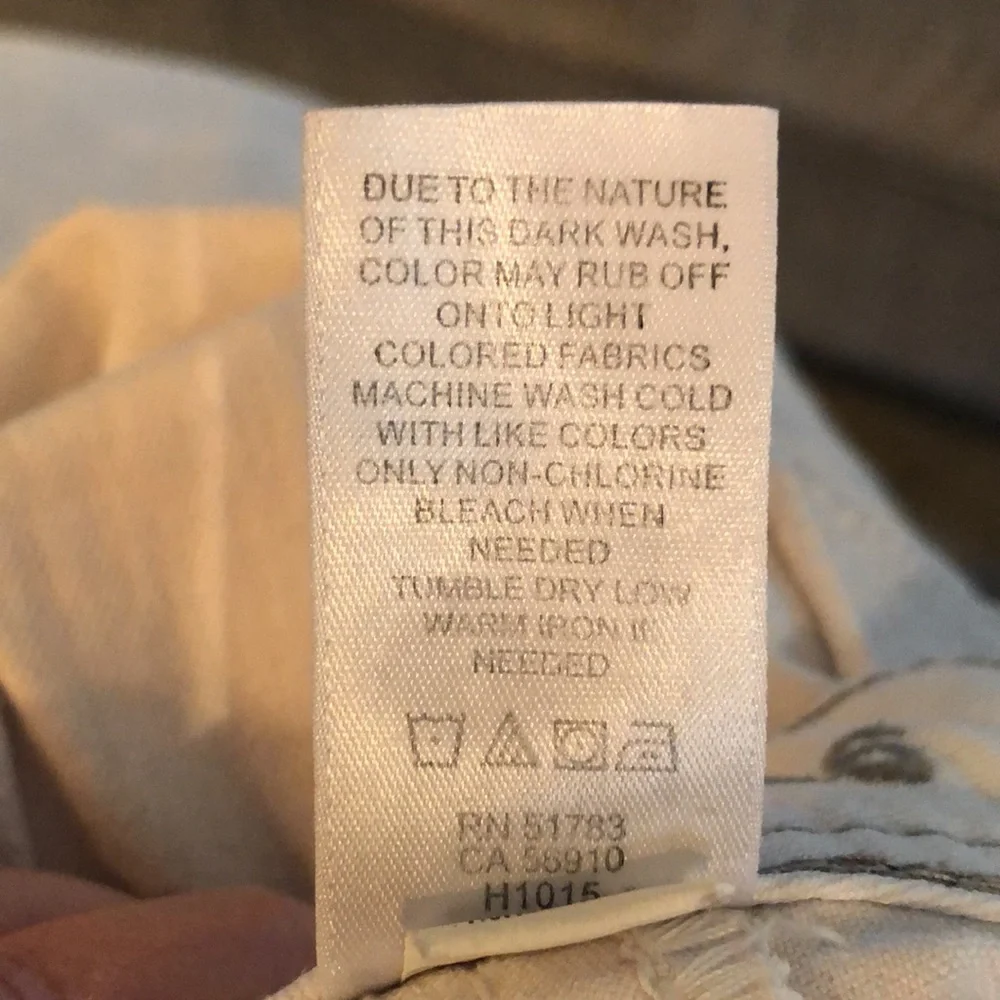 DUE TO THE NATURE
OF THIS DARK WASH,
COLOR MAY RUB OFF
ONTO LIGHT
COLORED FABRICS
MACHINE WASH COLD
WITH LIKE COLORS
ONLY NON-CHLORINE
BLEACH WHEN
NEEDED
TUMBLE DRY LOW
WARM IRON IF
NEEDED
RN 51783
CA 56910
H1015